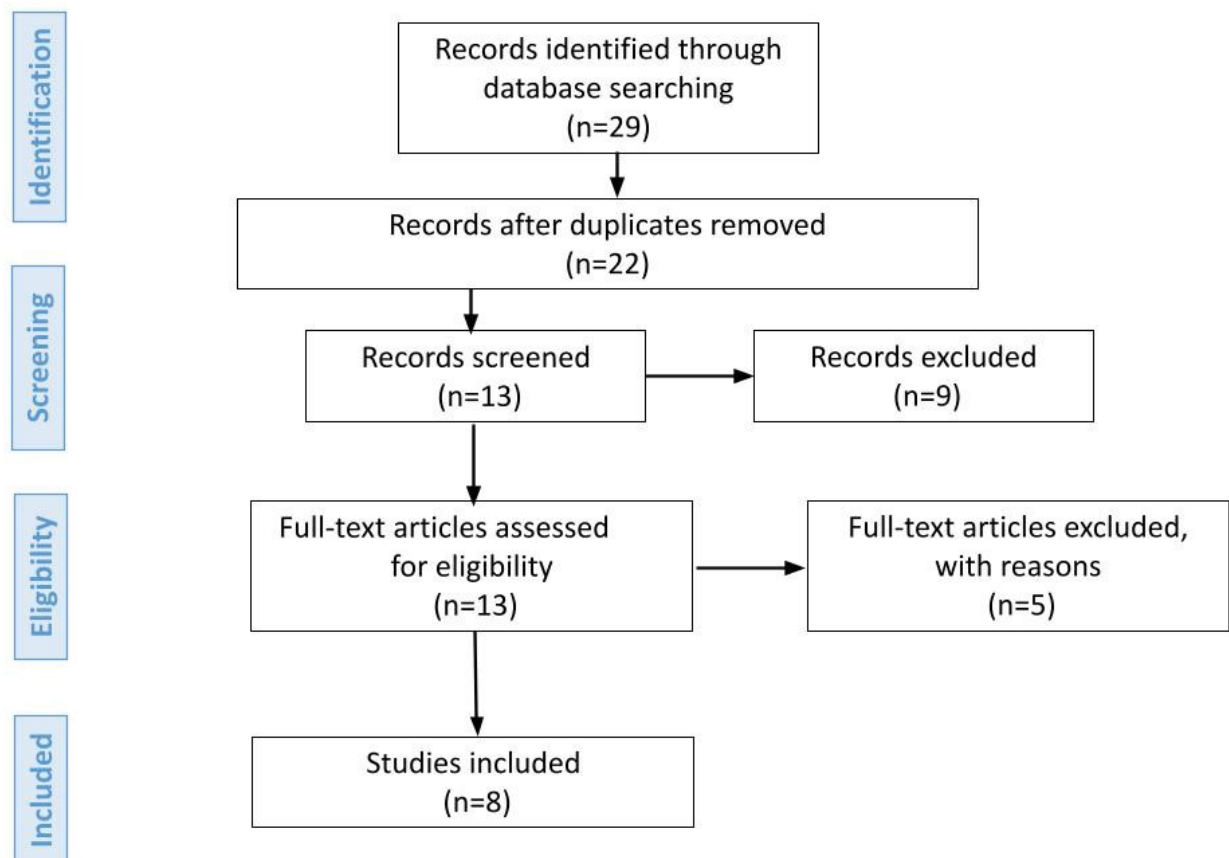 Identification
Records identified through
database searching
(n=29)
Records after duplicates removed
(n=22)
Screening
Records screened
(n=13)
Records excluded
(n=9)
Eligibility
Full-text articles assessed
for eligibility
(n=13)
Full-text articles excluded,
with reasons
(n=5)
Included
Studies included
(n=8)